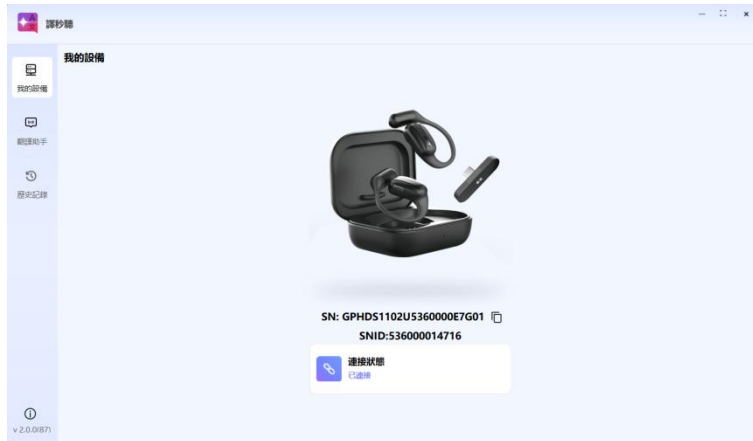 譯秒聽
我的設備
我的設備
翻譯助手
歷史記錄
SN: GPHDS1102U5360000E7G01
SNID:536000014716
連接狀態
已連接
v 2.0.0(87)